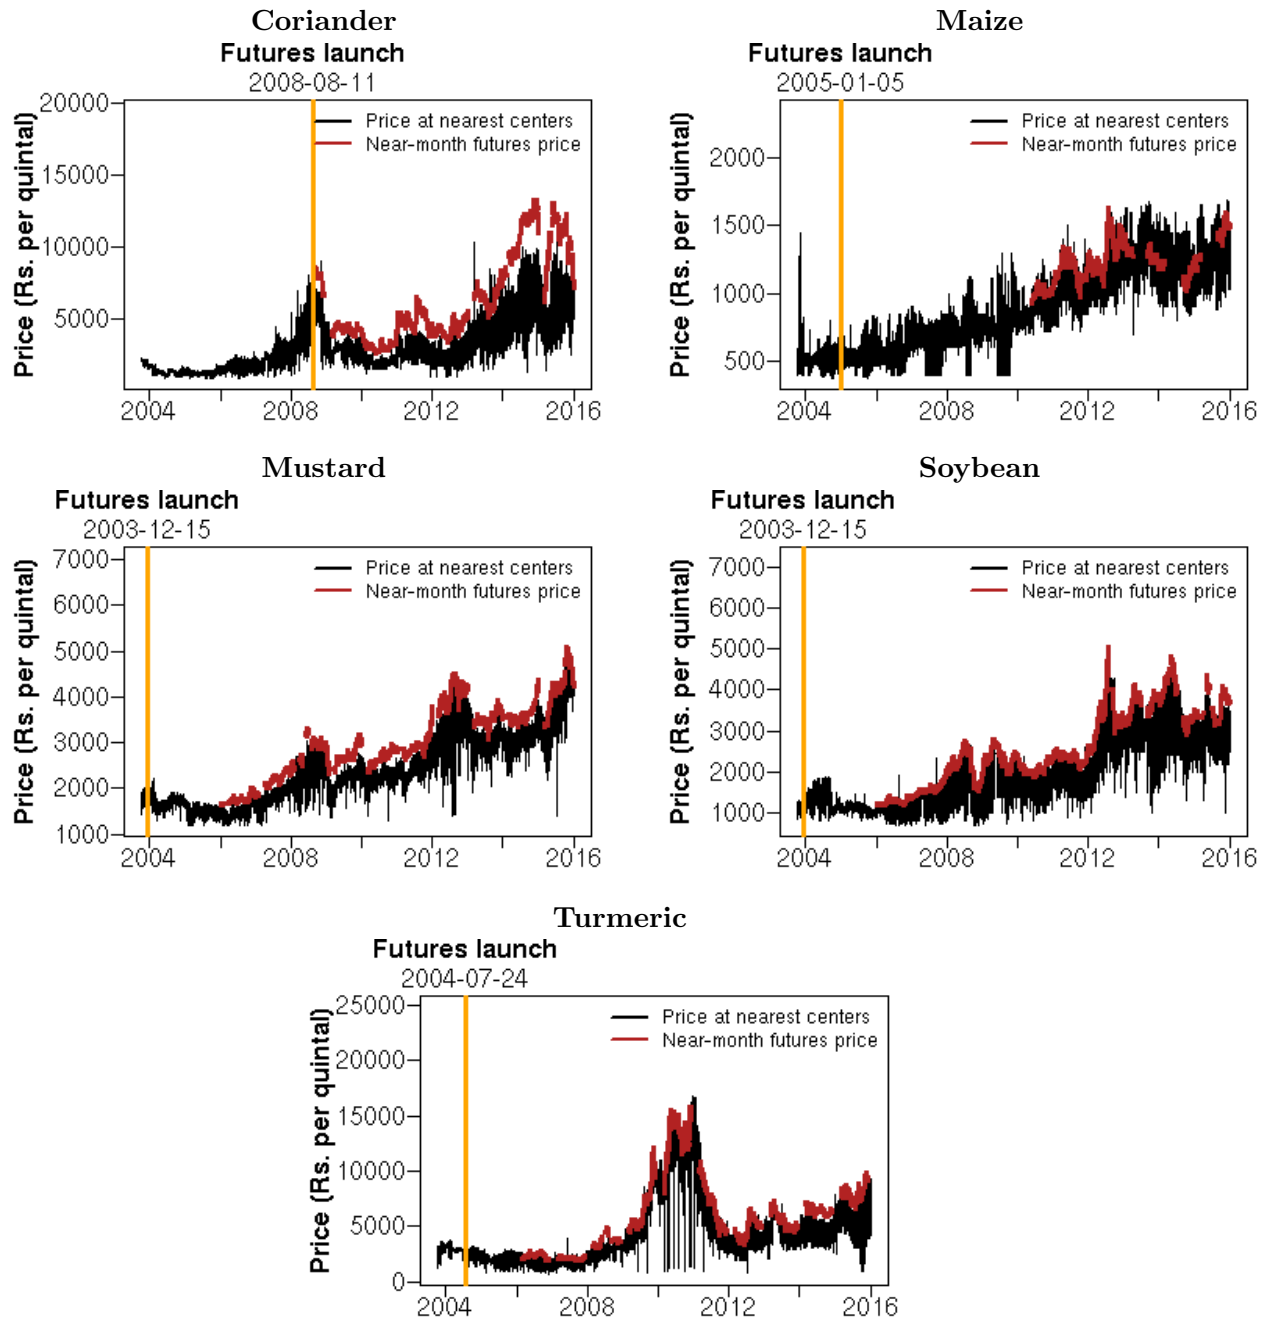 Coriander
Futures launch
2008-08-11
Price (Rs. per quintal)
20000
15000
10000
5000
Price at nearest centers
Near-month futures price
2004
2008
2012
2016
Maize
Futures launch
2005-01-05
Price (Rs. per quintal)
2000
1500
1000
500
Price at nearest centers
Near-month futures price
2004
2008
2012
2016
Mustard
Futures launch
2003-12-15
Price (Rs. per quintal)
7000
6000
5000
4000
3000
2000
1000
Price at nearest centers
Near-month futures price
2004
2008
2012
2016
Soybean
Futures launch
2003-12-15
Price (Rs. per quintal)
7000
6000
5000
4000
3000
2000
1000
Price at nearest centers
Near-month futures price
2004
2008
2012
2016
Turmeric
Futures launch
2004-07-24
Price (Rs. per quintal)
25000
20000
15000
10000
5000
0
Price at nearest centers
Near-month futures price
2004
2008
2012
2016